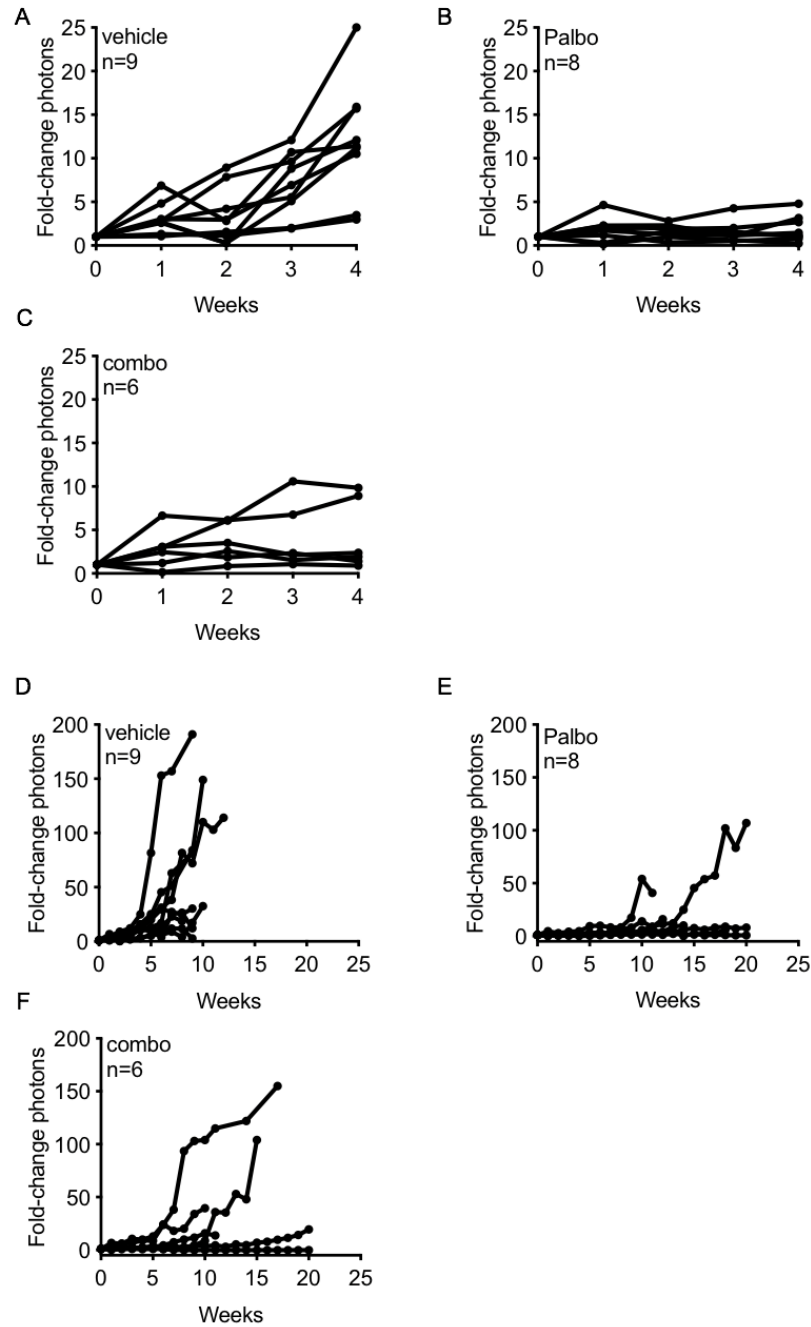 A
B
vehicle
n=9
Palbo
n=8
Fold-change photons
25
20
15
10
5
0
0 1 2 3 4
Weeks
Fold-change photons
25
20
15
10
5
0
0 1 2 3 4
Weeks
C
combo
n=6
Fold-change photons
25
20
15
10
5
0
0 1 2 3 4
Weeks
D
E
vehicle
n=9
Palbo
n=8
Fold-change photons
200
150
100
50
0
0 5 10 15 20 25
Weeks
Fold-change photons
200
150
100
50
0
0 5 10 15 20 25
Weeks
F
combo
n=6
Fold-change photons
200
150
100
50
0
0 5 10 15 20 25
Weeks